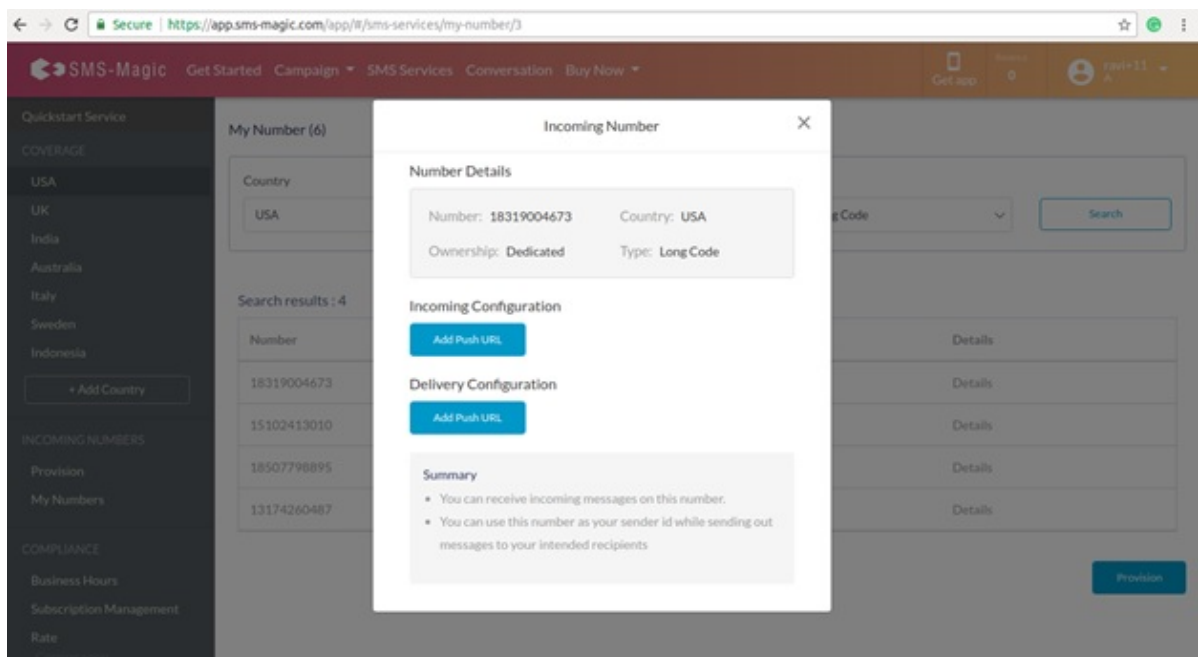 Secure | https://app.sms-magic.com/app/#/sms-services/my-number/3
SMS-Magic Get Started Campaign SMS Services Conversation Buy Now Get app 0 ravi+11
A
Quickstart Service
COVERAGE
USA
UK
India
Australia
Italy
Sweden
Indonesia
+ Add Country
INCOMING NUMBERS
Provision
My Numbers
COMPLIANCE
Business Hours
Subscription Management
Rate
My Number (6)
Country
USA
g Code
Search
Search results : 4
Number Details
18319004673 Details
15102413010 Details
18507798895 Details
13174260487 Details
Provision
Incoming Number
Number Details
Number: 18319004673 Country: USA
Ownership: Dedicated Type: Long Code
Incoming Configuration
Add Push URL
Delivery Configuration
Add Push URL
Summary
• You can receive incoming messages on this number.
• You can use this number as your sender id while sending out
messages to your intended recipients